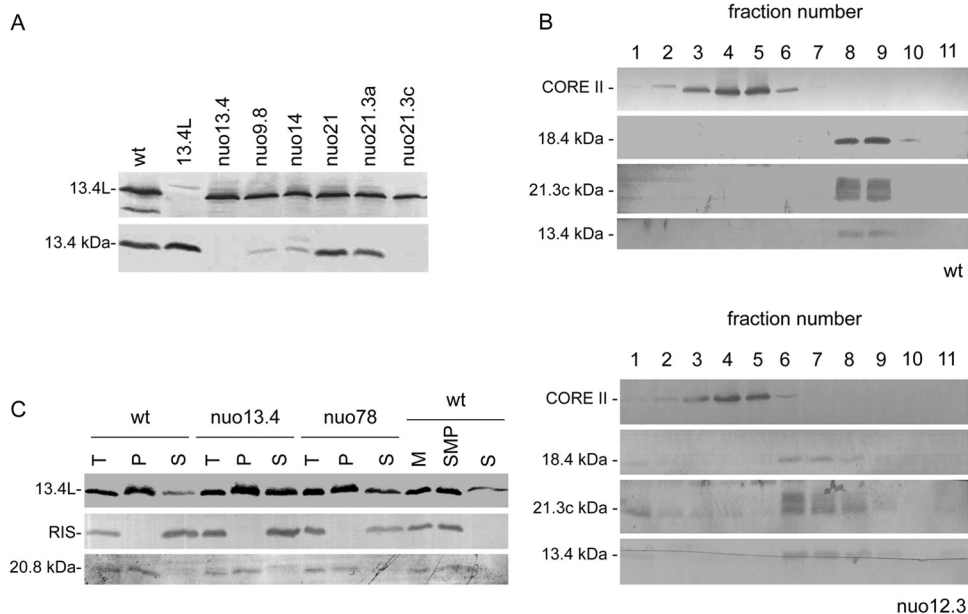 A
wt 13.4L nuo13.4 nuo9.8 nuo14 nuo21 nuo21.3a nuo21.3c
13.4L-
13.4 kDa-
B
fraction number
1 2 3 4 5 6 7 8 9 10 11
CORE II -
18.4 kDa -
21.3c kDa -
13.4 kDa -
wt
fraction number
1 2 3 4 5 6 7 8 9 10 11
CORE II -
18.4 kDa -
21.3c kDa -
13.4 kDa -
nuo12.3
C
wt nuo13.4 nuo78 wt
T P S T P S T P S M SMP S
13.4L-
RIS-
20.8 kDa-